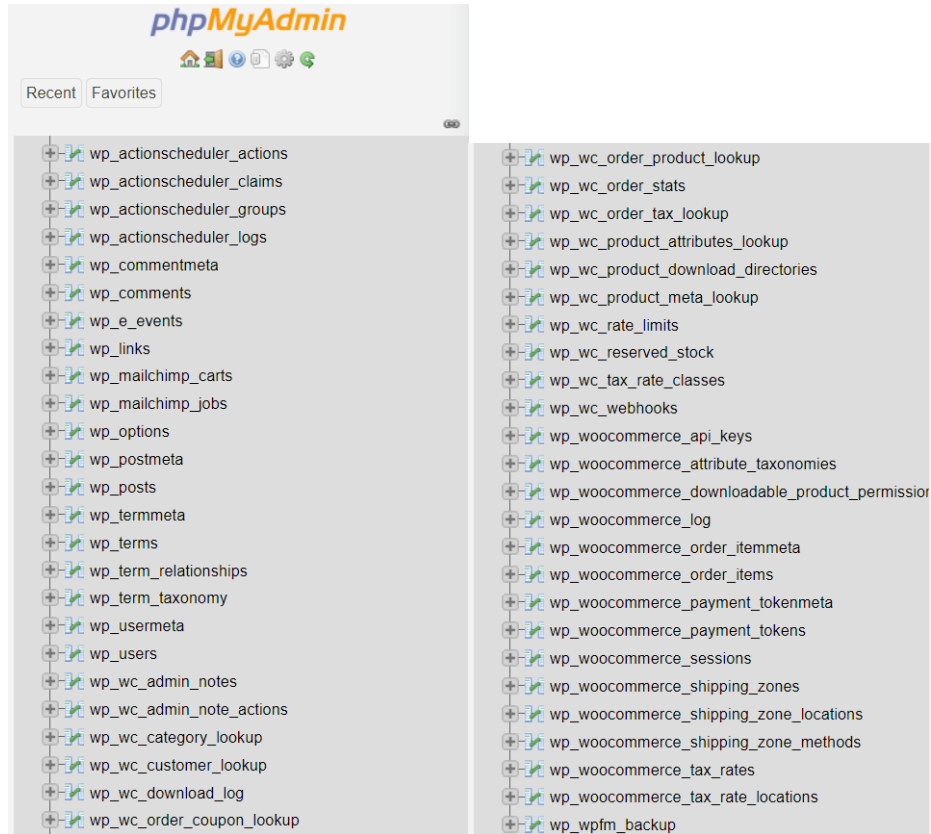 phpMyAdmin
Recent Favorites
wp_actionscheduler_actions
wp_actionscheduler_claims
wp_actionscheduler_groups
wp_actionscheduler_logs
wp_commentmeta
wp_comments
wp_e_events
wp_links
wp_mailchimp_carts
wp_mailchimp_jobs
wp_options
wp_postmeta
wp_posts
wp_termmeta
wp_terms
wp_term_relationships
wp_term_taxonomy
wp_usermeta
wp_users
wp_wc_admin_notes
wp_wc_admin_note_actions
wp_wc_category_lookup
wp_wc_customer_lookup
wp_wc_download_log
wp_wc_order_coupon_lookup
wp_wc_order_product_lookup
wp_wc_order_stats
wp_wc_order_tax_lookup
wp_wc_product_attributes_lookup
wp_wc_product_download_directories
wp_wc_product_meta_lookup
wp_wc_rate_limits
wp_wc_reserved_stock
wp_wc_tax_rate_classes
wp_wc_webhooks
wp_woocommerce_api_keys
wp_woocommerce_attribute_taxonomies
wp_woocommerce_downloadable_product_permission
wp_woocommerce_log
wp_woocommerce_order_itemmeta
wp_woocommerce_order_items
wp_woocommerce_payment_tokenmeta
wp_woocommerce_payment_tokens
wp_woocommerce_sessions
wp_woocommerce_shipping_zones
wp_woocommerce_shipping_zone_locations
wp_woocommerce_shipping_zone_methods
wp_woocommerce_tax_rates
wp_woocommerce_tax_rate_locations
wp_wpfm_backup